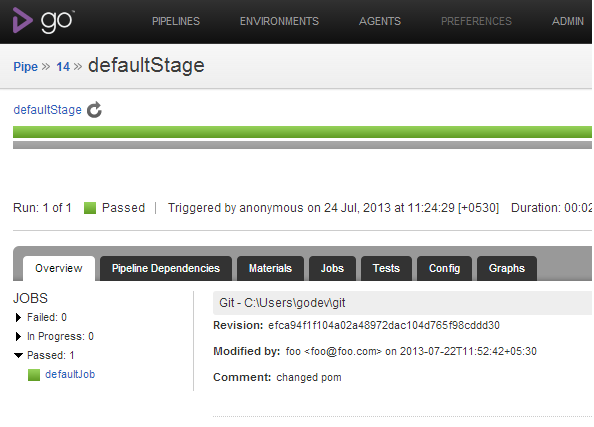 go™
PIPELINES ENVIRONMENTS AGENTS PREFERENCES ADMIN
Pipe » 14 » defaultStage
defaultStage
Run: 1 of 1 Passed | Triggered by anonymous on 24 Jul, 2013 at 11:24:29 [+0530] Duration: 00:02
Overview Pipeline Dependencies Materials Jobs Tests Config Graphs
JOBS
Failed: 0
In Progress: 0
Passed: 1
defaultJob
Git - C:\Users\godev\git
Revision: efca94f1f104a02a48972dac104d765f98cddd30
Modified by: foo <foo@foo.com> on 2013-07-22T11:52:42+05:30
Comment: changed pom